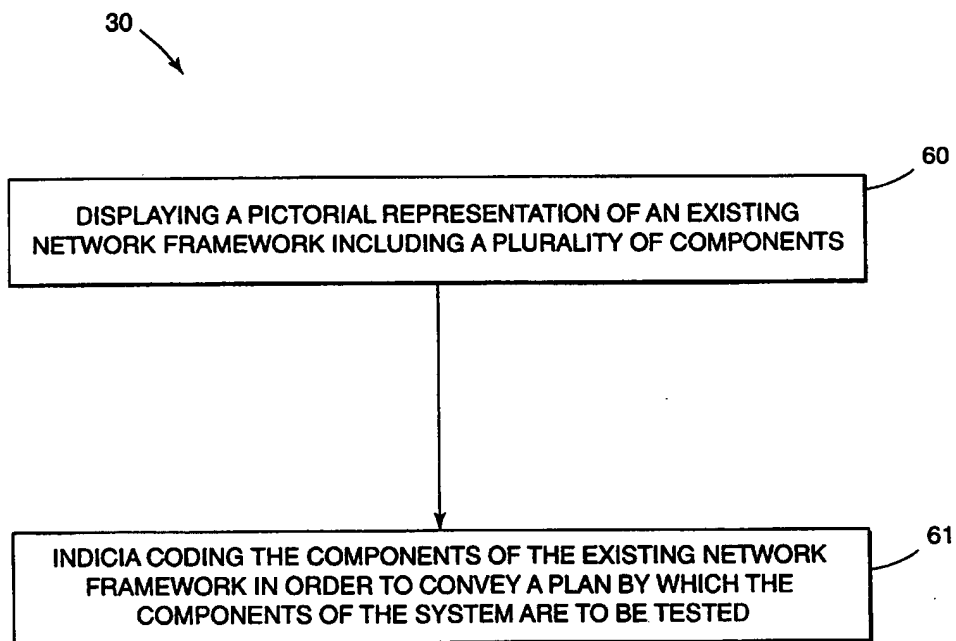 30
60
DISPLAYING A PICTORIAL REPRESENTATION OF AN EXISTING
NETWORK FRAMEWORK INCLUDING A PLURALITY OF COMPONENTS
61
INDICIA CODING THE COMPONENTS OF THE EXISTING NETWORK
FRAMEWORK IN ORDER TO CONVEY A PLAN BY WHICH THE
COMPONENTS OF THE SYSTEM ARE TO BE TESTED